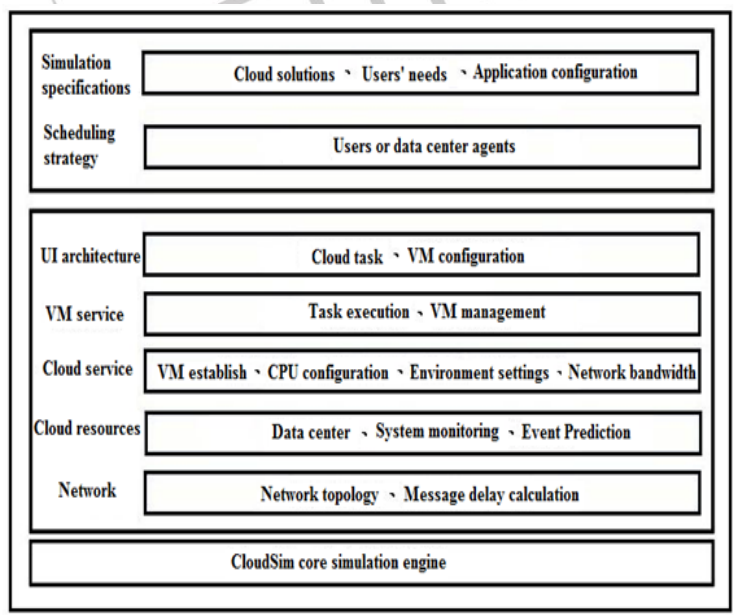 Simulation specifications
Cloud solutions、Users' needs、Application configuration
Scheduling strategy
Users or data center agents
UI architecture
Cloud task、VM configuration
VM service
Task execution、VM management
Cloud service
VM establish、CPU configuration、Environment settings、Network bandwidth
Cloud resources
Data center、System monitoring、Event Prediction
Network
Network topology、Message delay calculation
CloudSim core simulation engine